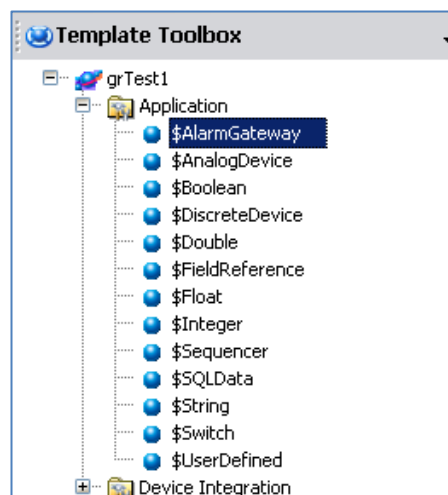 Template Toolbox
grTest1
Application
$AlarmGateway
$AnalogDevice
$Boolean
$DiscreteDevice
$Double
$FieldReference
$Float
$Integer
$Sequencer
$SQLData
$String
$Switch
$UserDefined
Device Integration